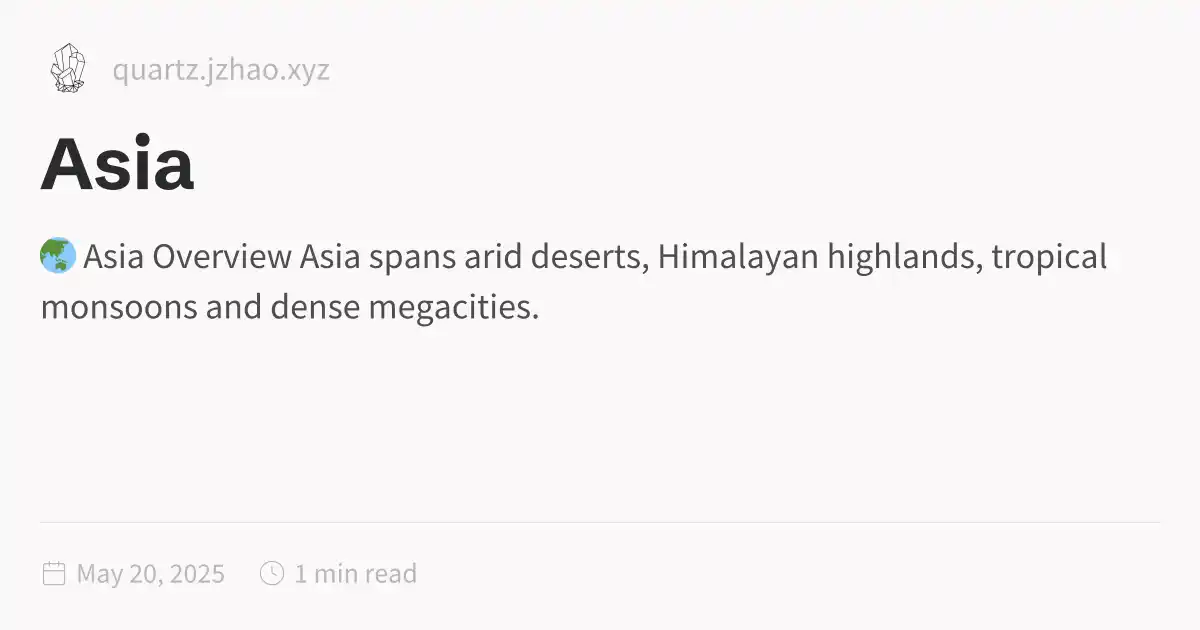 quartz.jzhao.xyz
Asia
🌏 Asia Overview Asia spans arid deserts, Himalayan highlands, tropical
monsoons and dense megacities.
May 20, 2025 1 min read